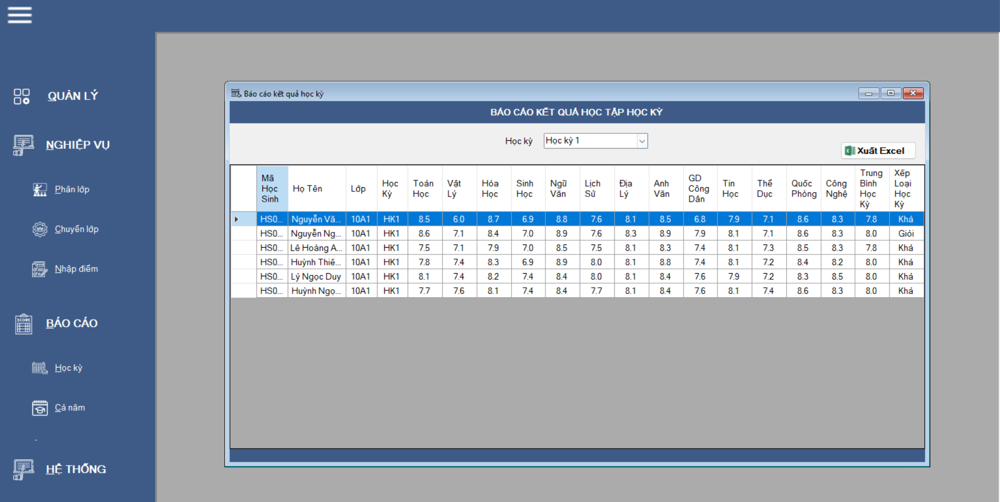 QUẢN LÝ
NGHIỆP VỤ
Phân lớp
Chuyển lớp
Nhập điểm
BÁO CÁO
Học kỳ
Cả năm
HỆ THỐNG
Báo cáo kết quả học kỳ
BÁO CÁO KẾT QUẢ HỌC TẬP HỌC KỲ
Học kỳ Học kỳ 1
Xuất Excel
Mã Học Sinh Họ Tên Lớp Học Kỳ Toán Học Vật Lý Hóa Học Sinh Học Ngữ Văn Lịch Sử Địa Lý Anh Văn GD Công Dân Tin Học Thể Dục Quốc Phòng Công Nghệ Trung Bình Học Kỳ Xếp Loại Học Kỳ
HS0... Nguyễn Vă... 10A1 HK1 8.5 6.0 8.7 6.9 8.8 7.6 8.1 8.5 6.8 7.9 7.1 8.6 8.3 7.8 Khá
HS0... Nguyễn Ng... 10A1 HK1 8.6 7.1 8.4 7.0 8.9 7.6 8.3 8.9 7.9 8.1 7.1 8.6 8.3 8.0 Giỏi
HS0... Lê Hoàng A... 10A1 HK1 7.5 7.1 7.9 7.0 8.5 7.5 8.1 8.3 7.4 8.1 7.3 8.5 8.3 7.8 Khá
HS0... Huỳnh Thiê... 10A1 HK1 7.8 7.4 8.3 6.9 8.9 8.0 8.1 8.8 7.4 8.1 7.2 8.4 8.2 8.0 Khá
HS0... Lý Ngọc Duy 10A1 HK1 8.1 7.4 8.2 7.4 8.4 8.0 8.1 8.4 7.6 7.9 7.2 8.3 8.5 8.0 Khá
HS0... Huỳnh Ngọ... 10A1 HK1 7.7 7.6 8.1 7.4 8.4 7.7 8.1 8.4 7.6 8.1 7.4 8.6 8.3 8.0 Khá